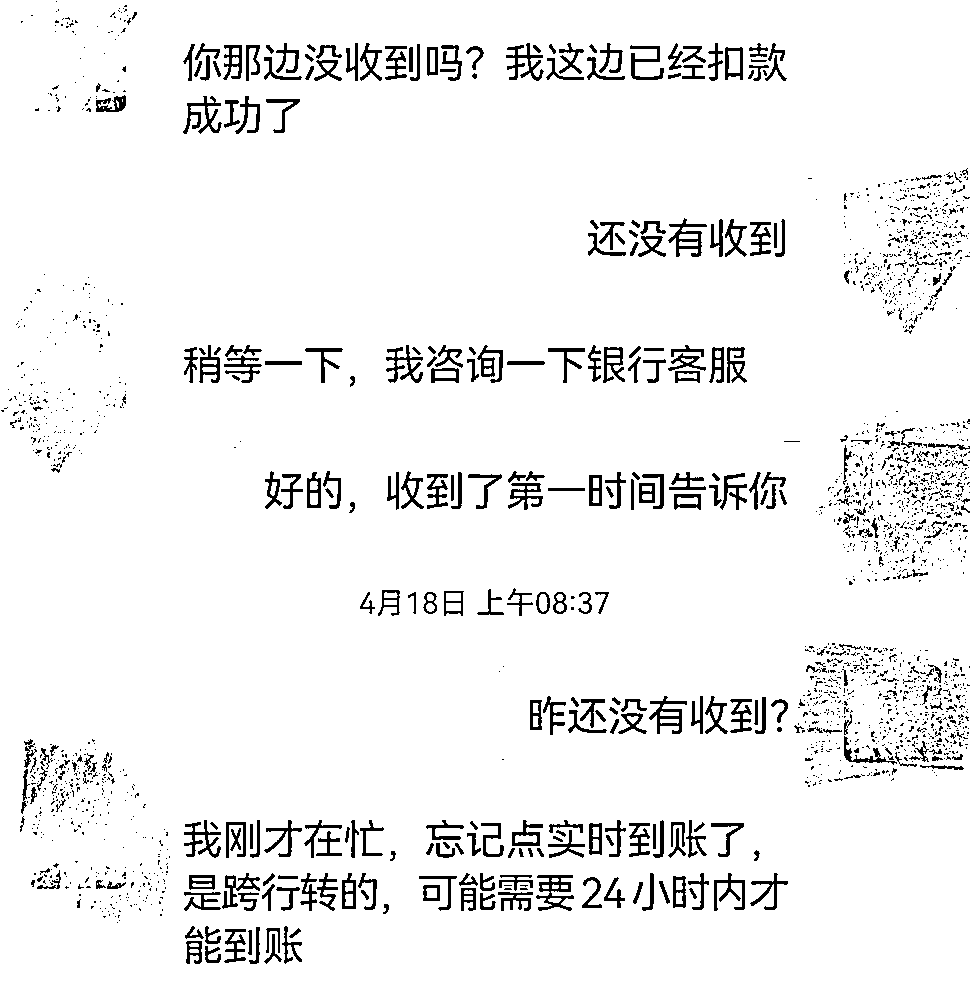 你那边没收到吗？我这边已经扣款
成功了
还没有收到
稍等一下，我咨询一下银行客服
好的，收到了第一时间告诉你
4月18日 上午08:37
昨还没有收到?
我刚才在忙，忘记点实时到账了，
是跨行转的，可能需要24小时内才
能到账